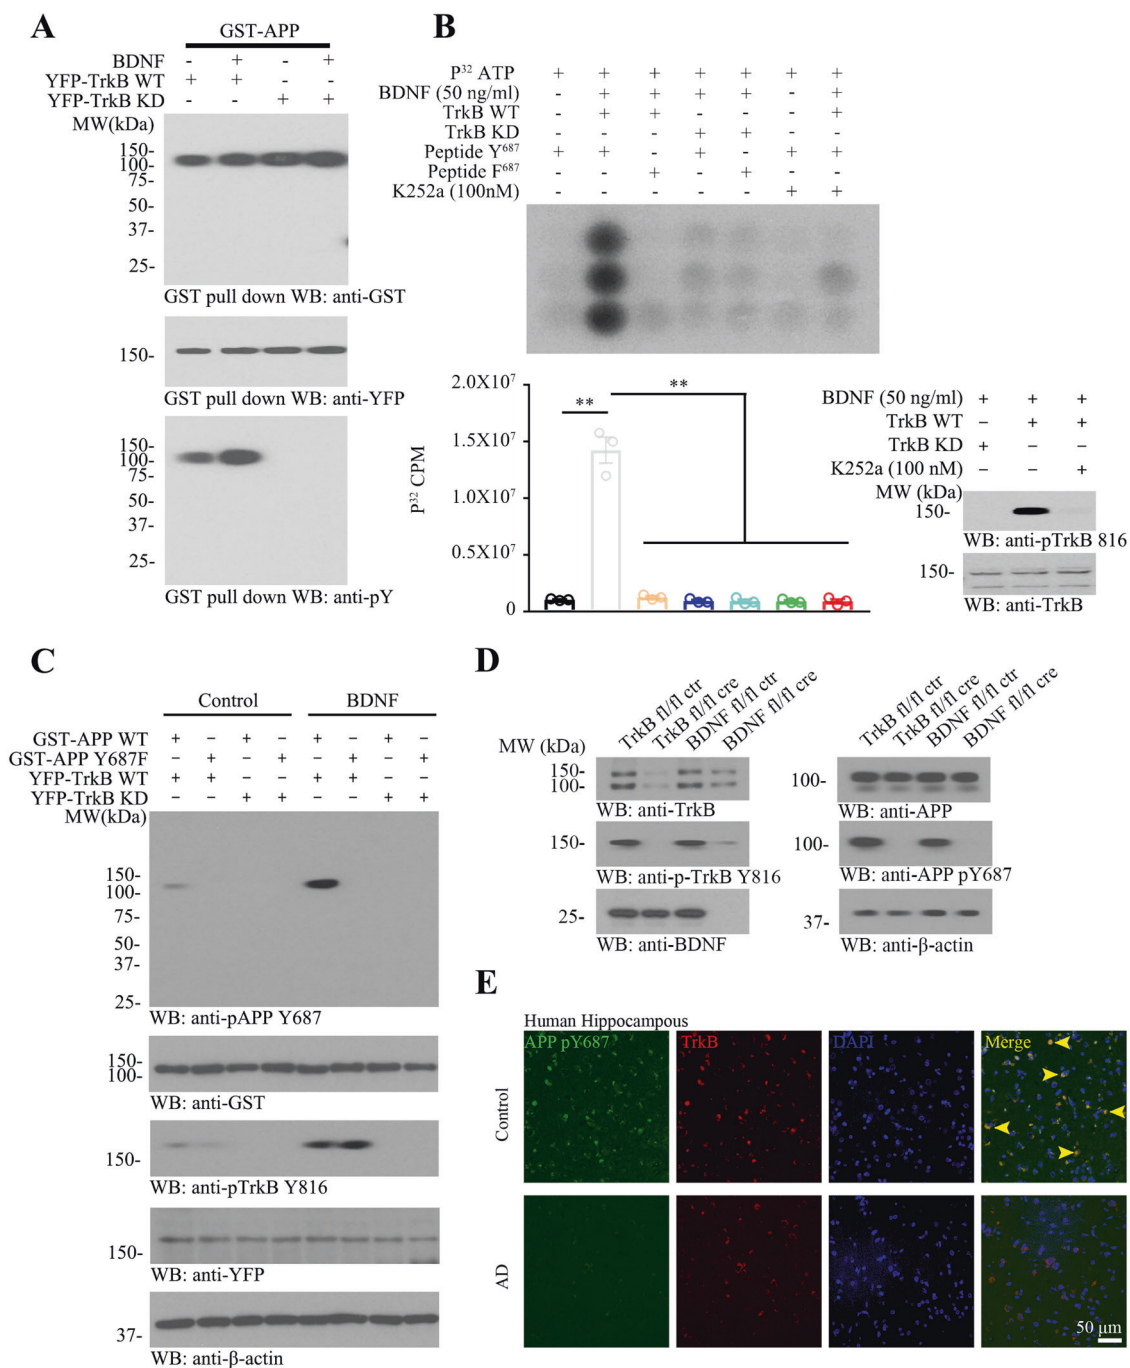 A
GST-APP
BDNF - + - +
YFP-TrkB WT + + - -
YFP-TrkB KD - - + +
MW(kDa)
150-
100-
75-
50-
37-
25-
GST pull down WB: anti-GST
150-
GST pull down WB: anti-YFP
150-
100-
75-
50-
37-
25-
GST pull down WB: anti-pY
B
P³² ATP + + + + + + +
BDNF (50 ng/ml) - + + + + - +
TrkB WT - + + - - - +
TrkB KD - - - + + - -
Peptide Y⁶⁸⁷ + + - + - + +
Peptide F⁶⁸⁷ - - + - + - -
K252a (100nM) - - - - - + +
2.0X10⁷
1.5X10⁷
1.0X10⁷
0.5X10⁷
0
P³² CPM
**
**
BDNF (50 ng/ml) + + +
TrkB WT – + +
TrkB KD + – –
K252a (100 nM) – – +
MW (kDa)
150-
WB: anti-pTrkB 816
150-
WB: anti-TrkB
C
Control BDNF
GST-APP WT + – + – + – + –
GST-APP Y687F – + – + – + – +
YFP-TrkB WT + + – – + + – –
YFP-TrkB KD – – + + – – + +
MW(kDa)
150-
100-
75-
50-
37-
25-
WB: anti-pAPP Y687
150-
100-
WB: anti-GST
150-
WB: anti-pTrkB Y816
150-
WB: anti-YFP
37-
WB: anti-β-actin
D
TrkB fl/fl ctr
TrkB fl/fl cre
BDNF fl/fl ctr
BDNF fl/fl cre
MW (kDa)
150-
100-
WB: anti-TrkB
150-
WB: anti-p-TrkB Y816
25-
WB: anti-BDNF
TrkB fl/fl ctr
TrkB fl/fl cre
BDNF fl/fl ctr
BDNF fl/fl cre
100-
WB: anti-APP
100-
WB: anti-APP pY687
37-
WB: anti-β-actin
E
Human Hippocampous
APP pY687 TrkB DAPI Merge
Control
AD
50 μm